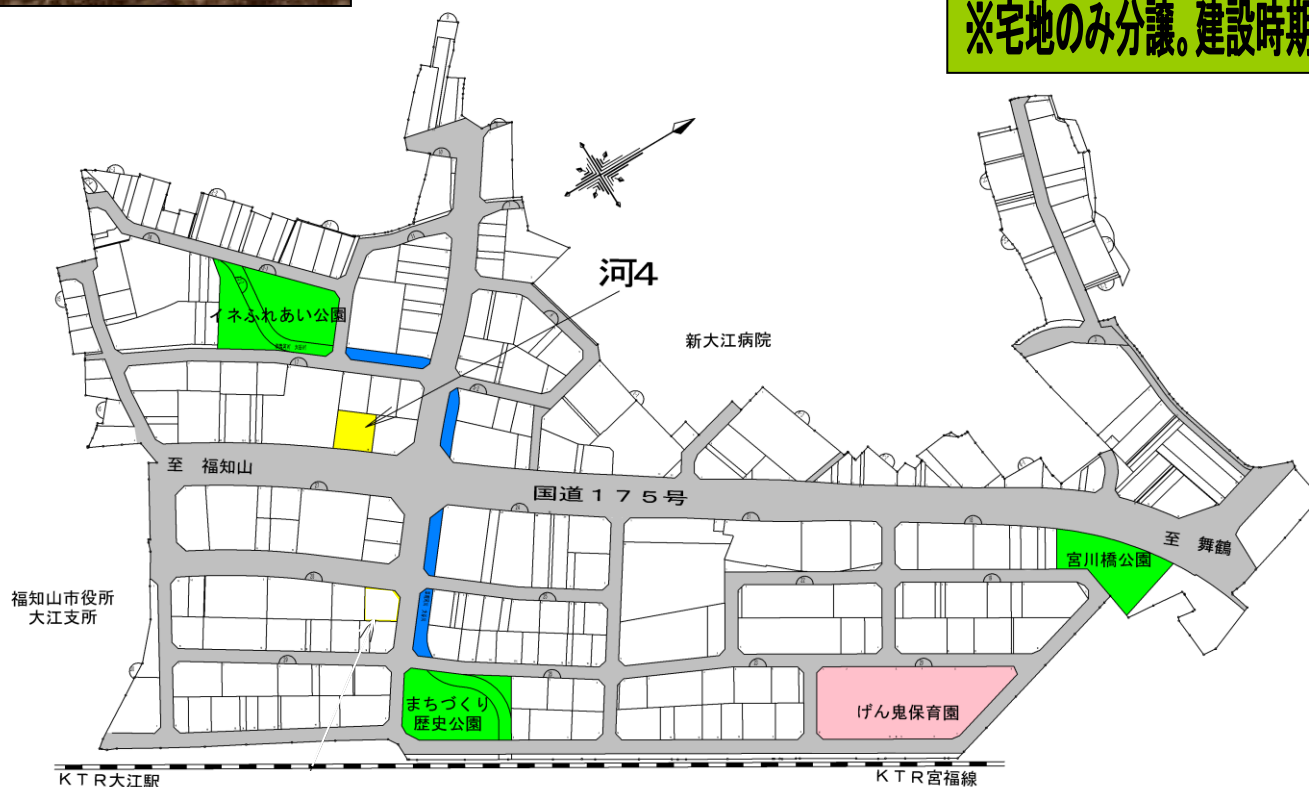 ※宅地のみ分譲。建設時期
河4
新大江病院
イネふれあい公園
至 福知山
国道175号
至 舞鶴
宮川橋公園
福知山市役所
大江支所
まちづくり
歴史公園
げん鬼保育園
KTR大江駅
KTR宮福線